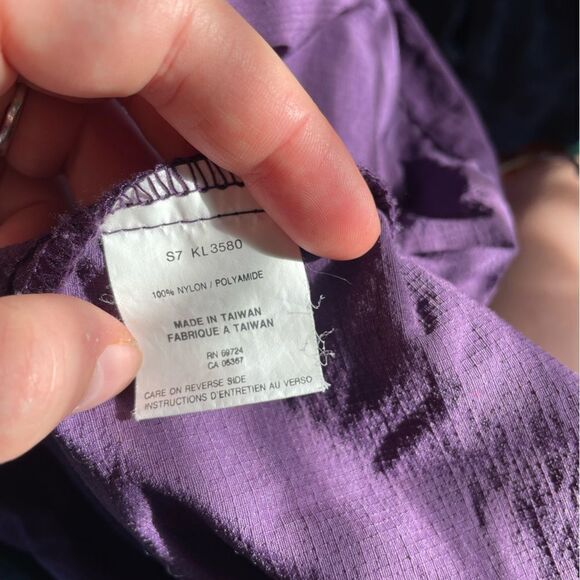 S7 KL3580
100% NYLON / POLYAMIDE
MADE IN TAIWAN
FABRIQUE A TAIWAN
RN 69724
CA 05367
CARE ON REVERSE SIDE
INSTRUCTIONS D'ENTRETIEN AU VERSO